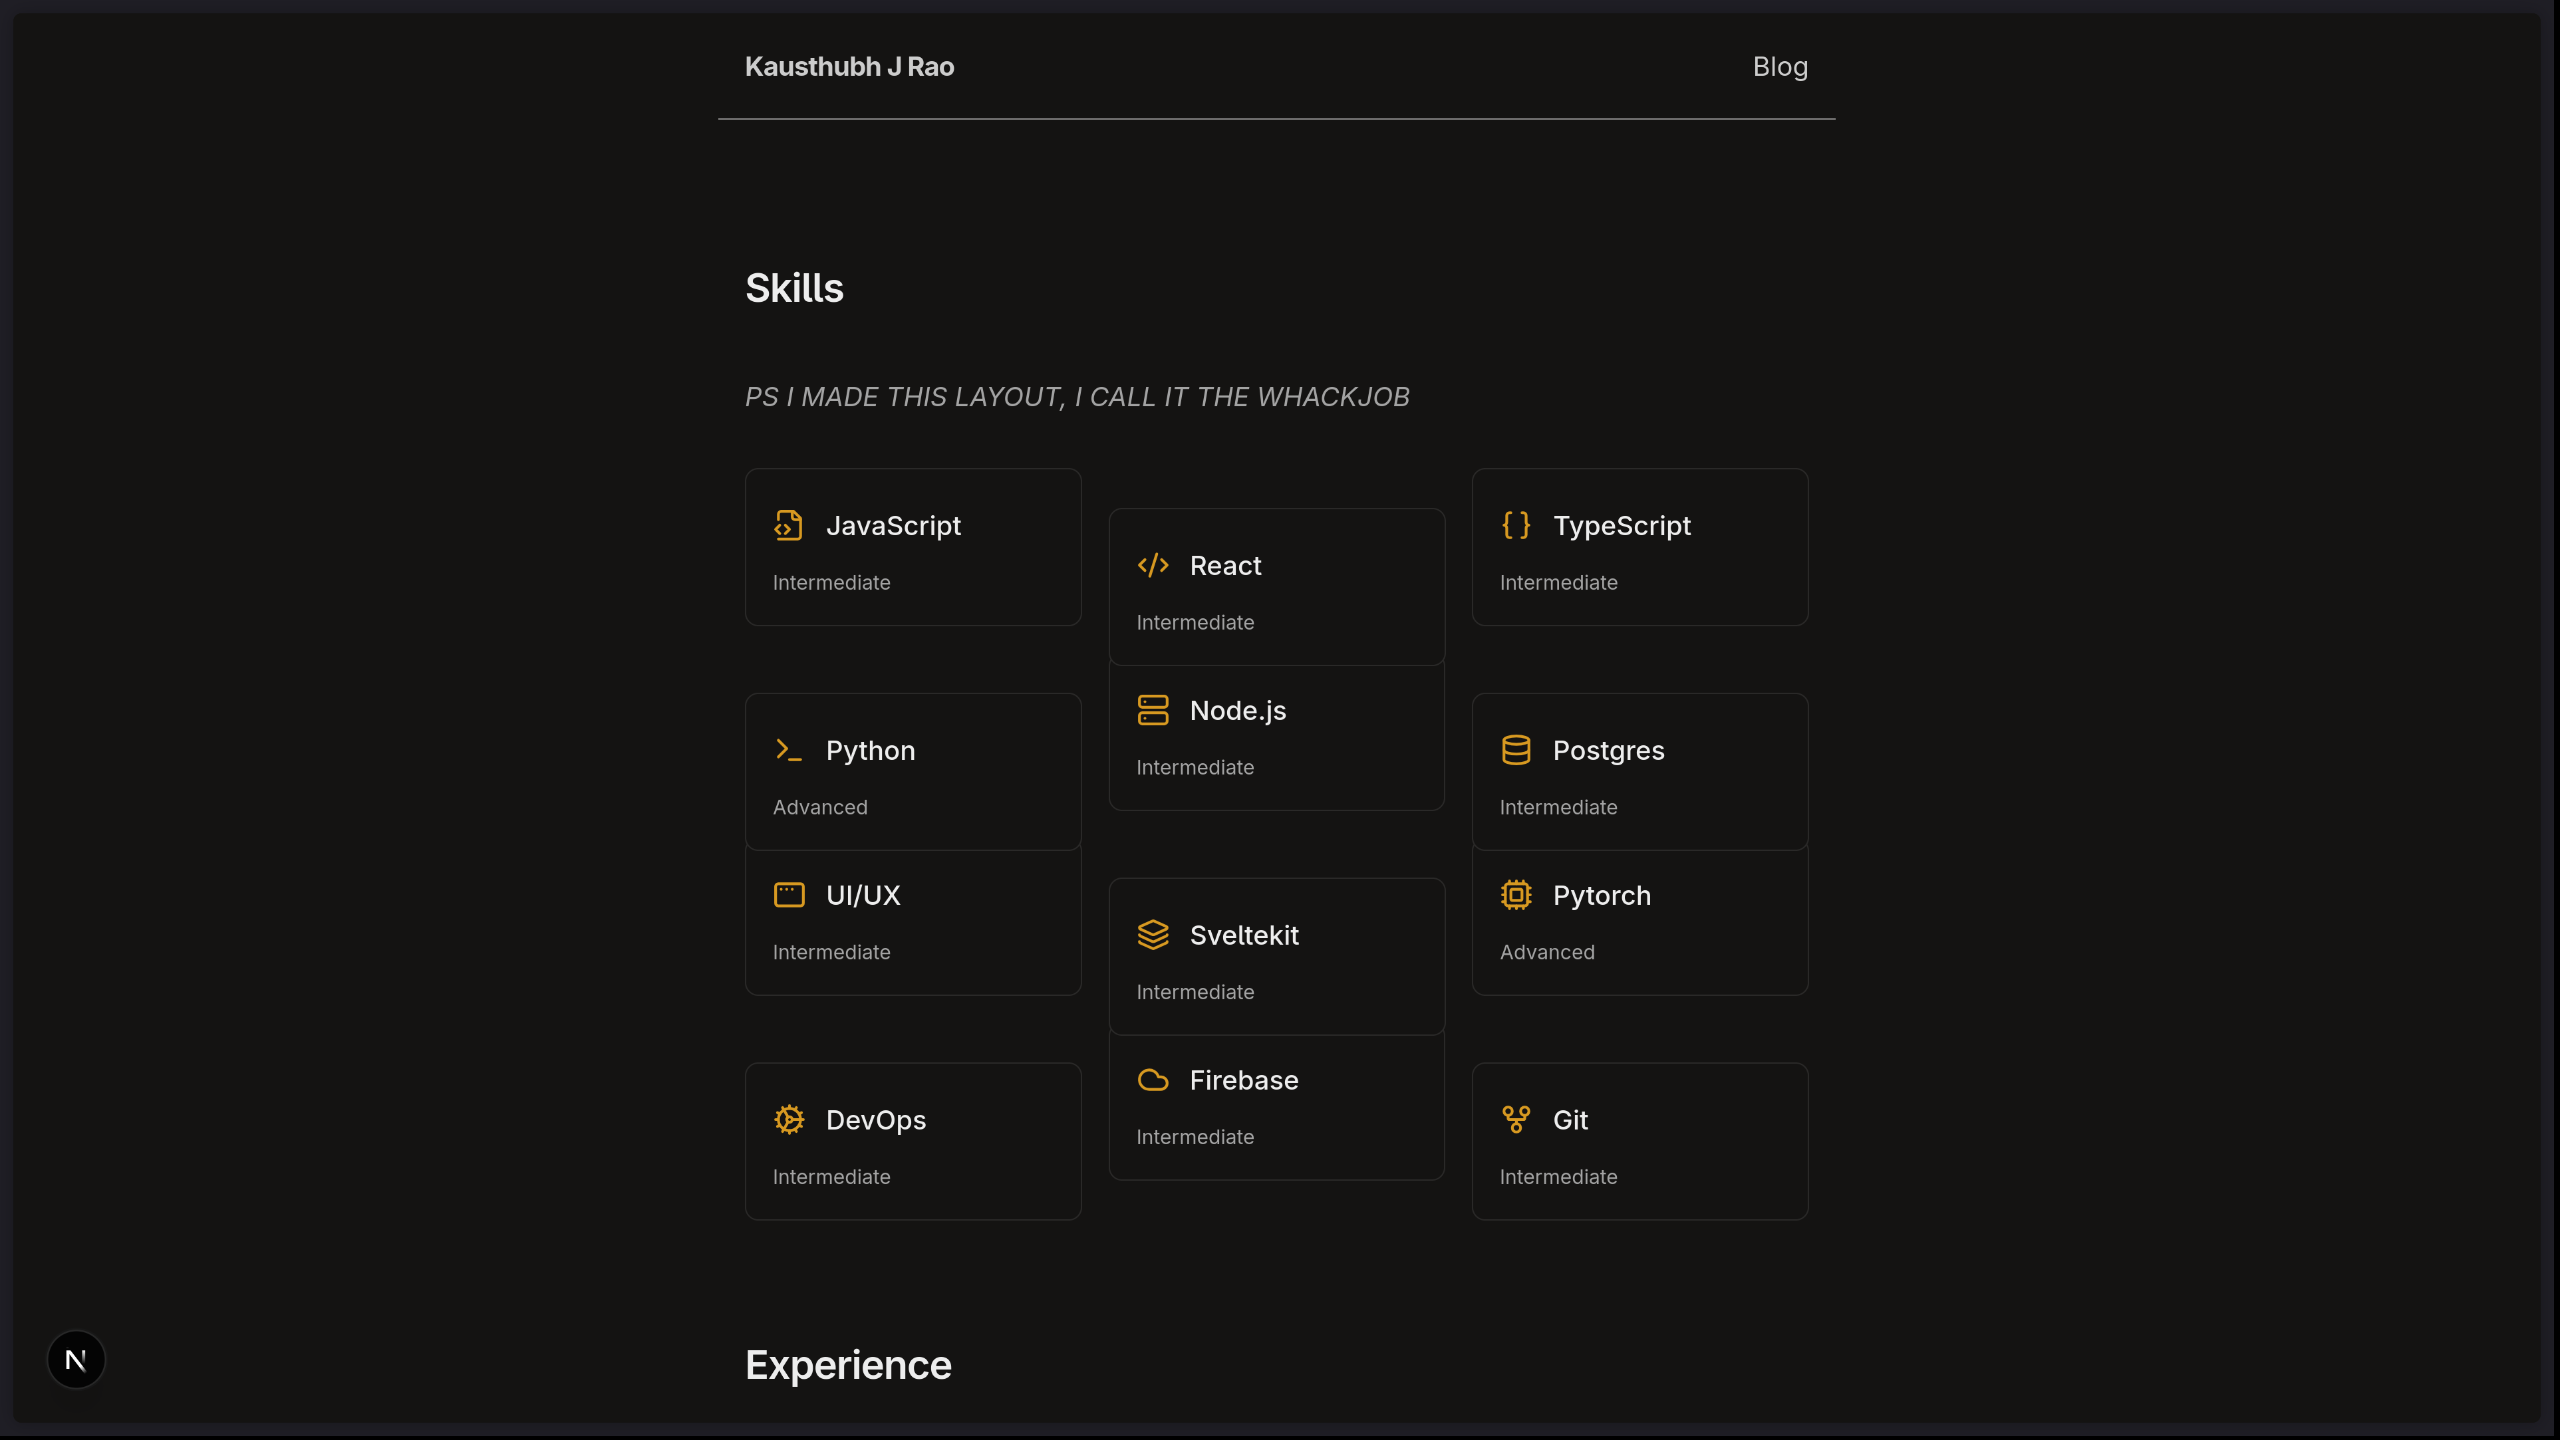 Kausthubh J Rao
Blog
Skills
PS I MADE THIS LAYOUT, I CALL IT THE WHACKJOB
JavaScript
Intermediate
React
Intermediate
TypeScript
Intermediate
Python
Advanced
Node.js
Intermediate
Postgres
Intermediate
UI/UX
Intermediate
Sveltekit
Intermediate
Pytorch
Advanced
DevOps
Intermediate
Firebase
Intermediate
Git
Intermediate
Experience
N